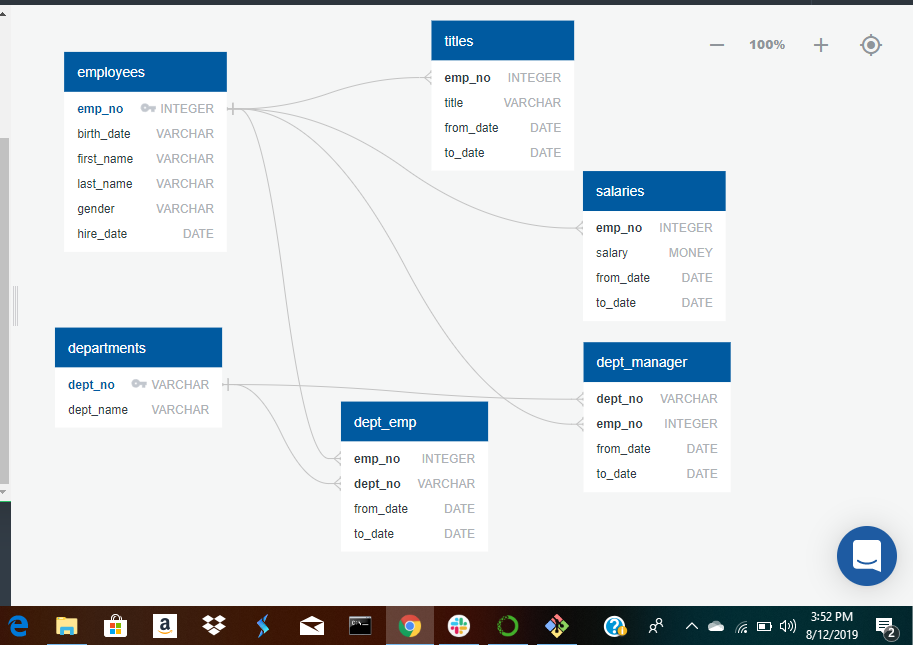 titles
emp_no INTEGER
title VARCHAR
from_date DATE
to_date DATE
100%
employees
emp_no INTEGER
birth_date VARCHAR
first_name VARCHAR
last_name VARCHAR
gender VARCHAR
hire_date DATE
salaries
emp_no INTEGER
salary MONEY
from_date DATE
to_date DATE
departments
dept_no VARCHAR
dept_name VARCHAR
dept_manager
dept_no VARCHAR
emp_no INTEGER
from_date DATE
to_date DATE
dept_emp
emp_no INTEGER
dept_no VARCHAR
from_date DATE
to_date DATE
3:52 PM
8/12/2019
2